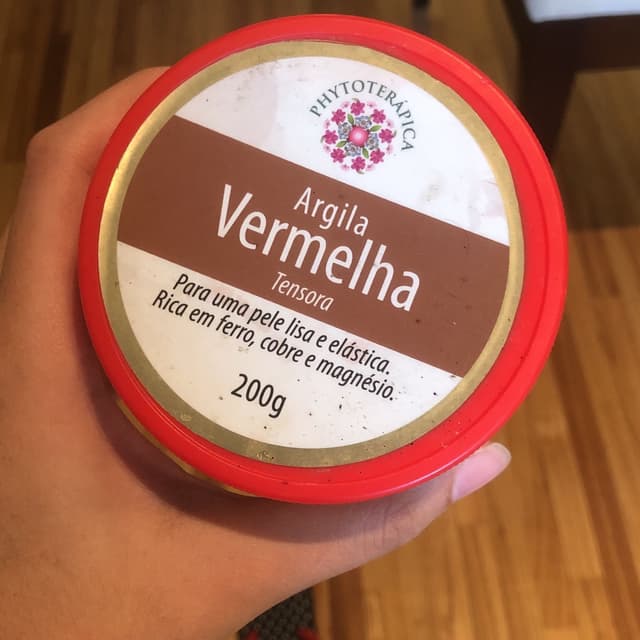 PHYTOTERÁPICA
Argila
Vermelha
Tensora
Para uma pele lisa e elástica.
Rica em ferro, cobre e magnésio.
200g